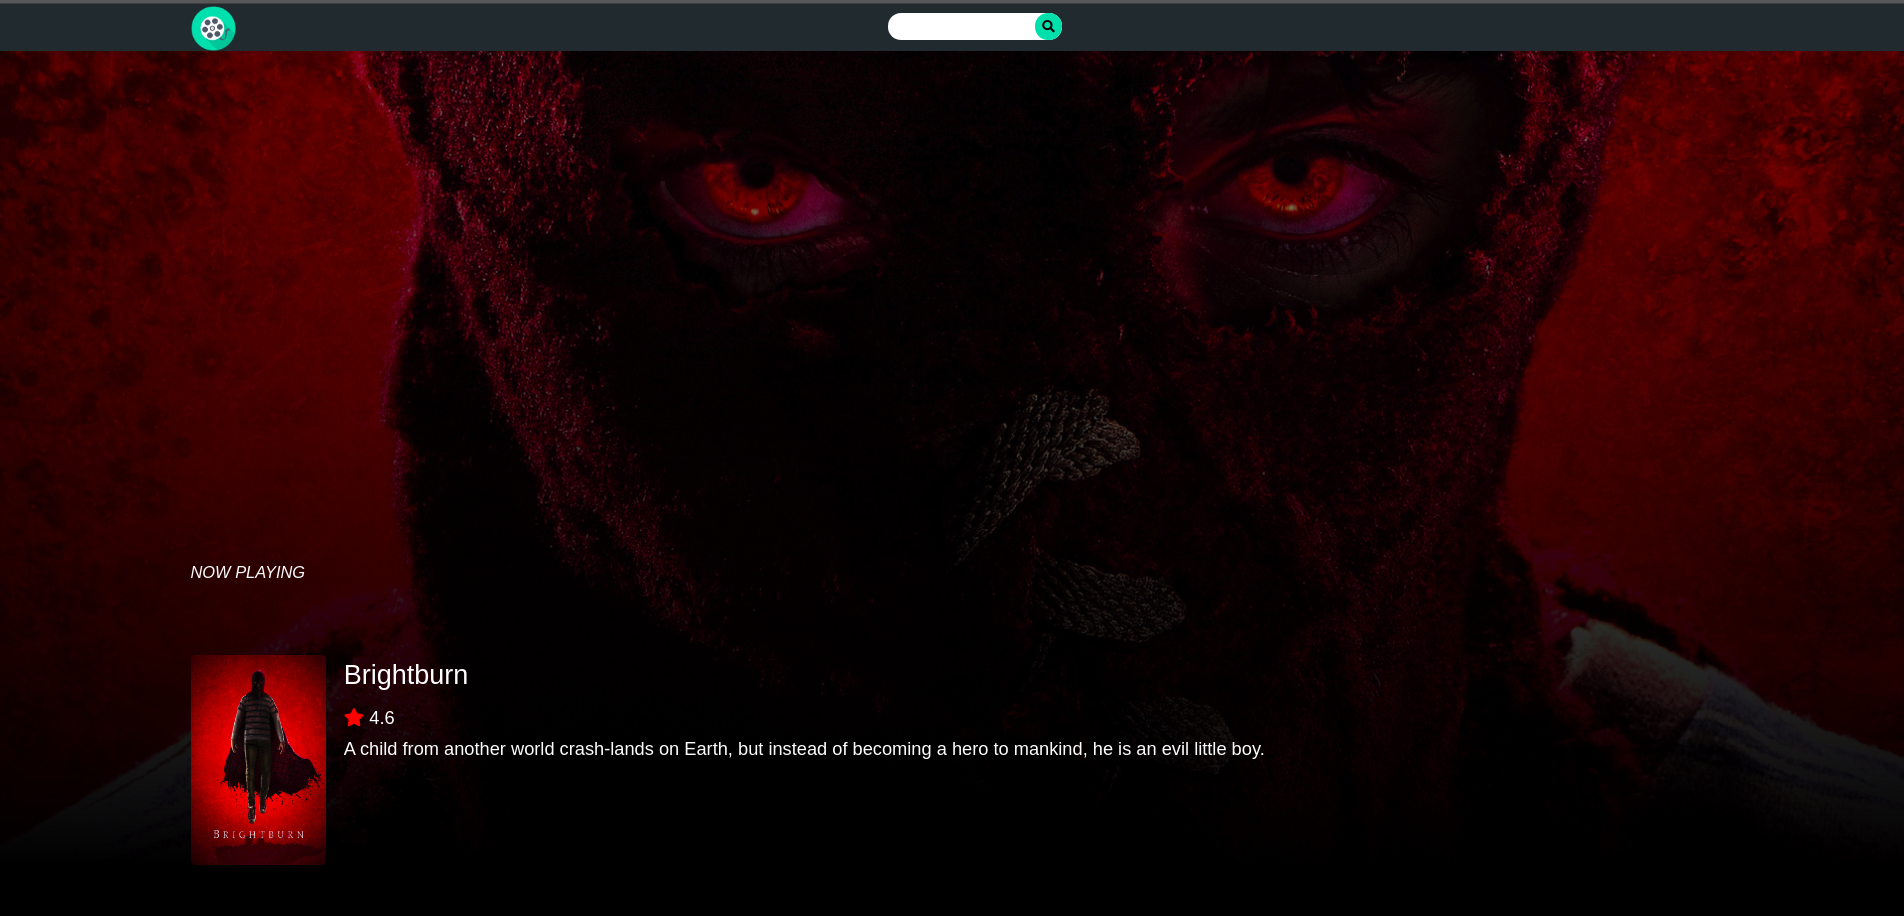 NOW PLAYING
Brightburn
4.6
A child from another world crash-lands on Earth, but instead of becoming a hero to mankind, he is an evil little boy.
BRIGHTBURN